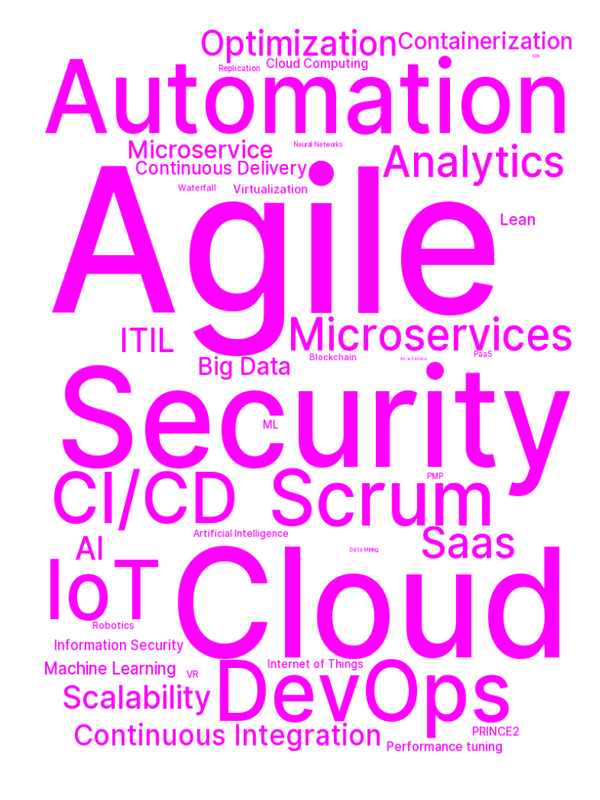 Optimization
Containerization
Replication
Cloud Computing
Automation
Microservice
Neural Networks
Analytics
Continuous Delivery
Waterfall
Virtualization
Agile
Lean
ITIL
Microservices
Big Data
Blockchain
PaaS
Security
ML
CI/CD
Scrum
PMP
Artificial Intelligence
Saas
AI
Data Mining
IoT
Cloud
Robotics
Information Security
Machine Learning
VR
Internet of Things
Scalability
DevOps
Continuous Integration
PRINCE2
Performance tuning